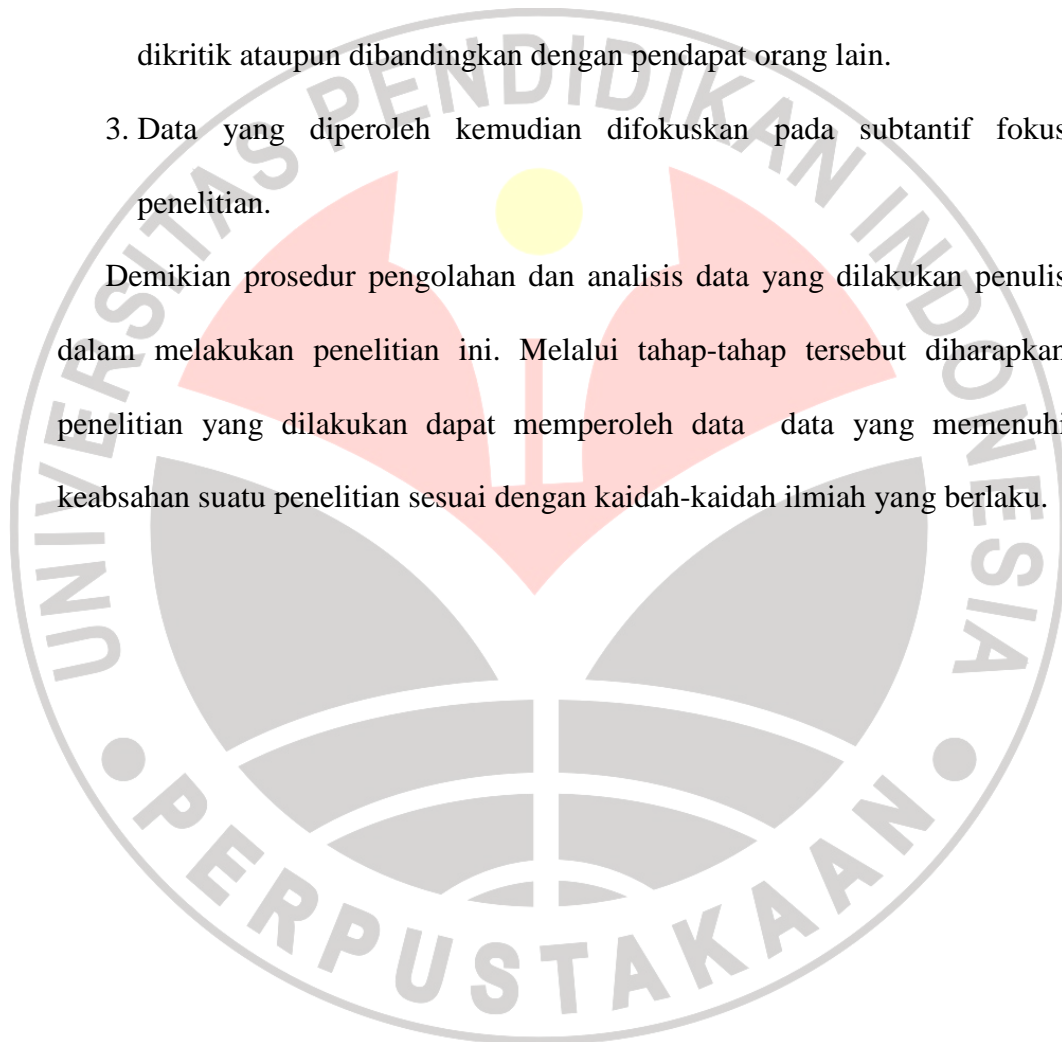 dikritik ataupun dibandingkan dengan pendapat orang lain.
3. Data yang diperoleh kemudian difokuskan pada subtantif fokus
penelitian.
Demikian prosedur pengolahan dan analisis data yang dilakukan penulis
dalam melakukan penelitian ini. Melalui tahap-tahap tersebut diharapkan
penelitian yang dilakukan dapat memperoleh data data yang memenuhi
keabsahan suatu penelitian sesuai dengan kaidah-kaidah ilmiah yang berlaku.
UNIVERSITAS PENDIDIKAN INDONESIA
PERPUSTAKAAN